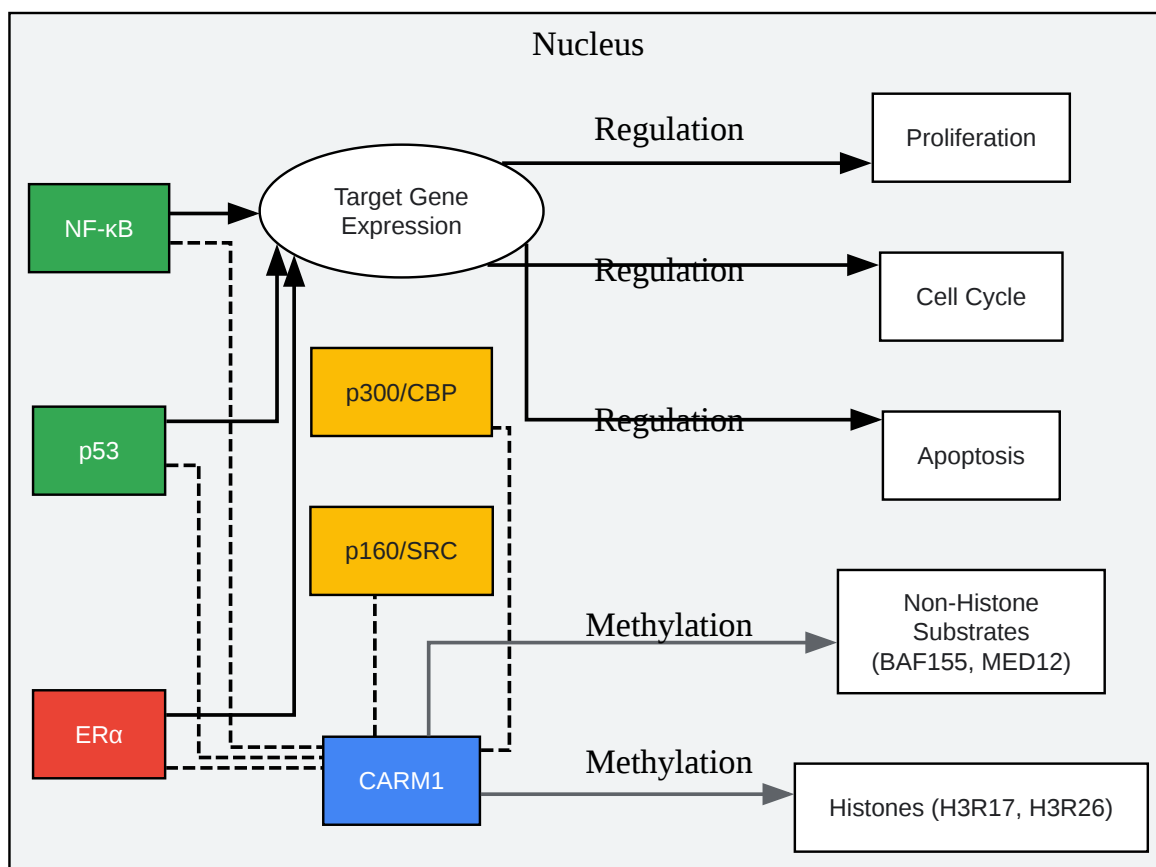 Nucleus
Regulation
Proliferation
Target Gene
Expression
NF-κB
Regulation
Cell Cycle
p300/CBP
Regulation
p53
Apoptosis
p160/SRC
Methylation
Non-Histone
Substrates
(BAF155, MED12)
ERα
CARM1
Methylation
Histones (H3R17, H3R26)